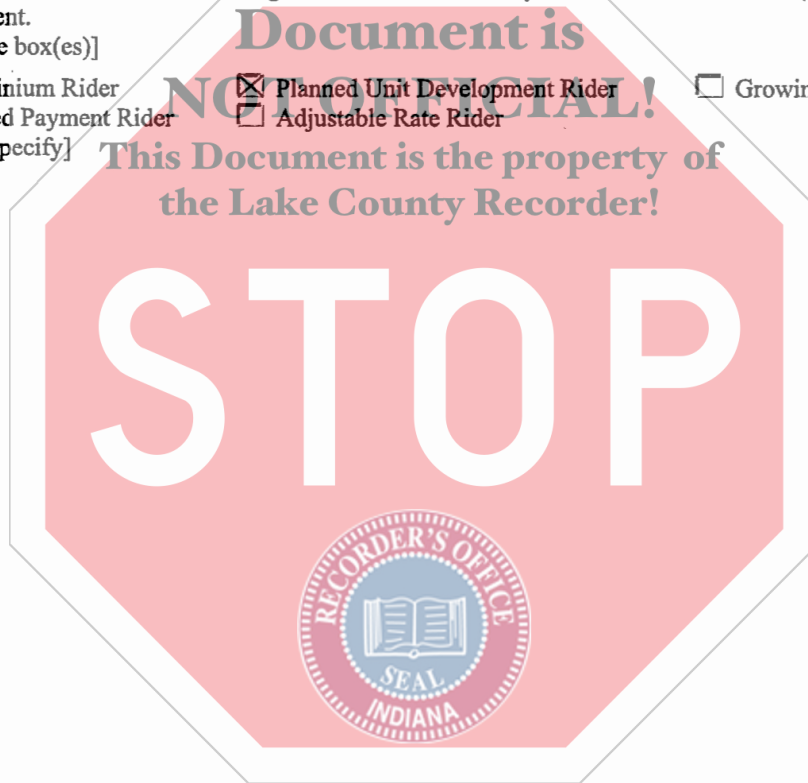 ent.
e box(es)]
Document is
nium Rider
☒ Planned Unit Development Rider
☐ Growin
NOT OFFICIAL!
ed Payment Rider
☐ Adjustable Rate Rider
pecify]
This Document is the property of
the Lake County Recorder!
STOP
RECORDER'S OFFICE
SEAL
INDIANA